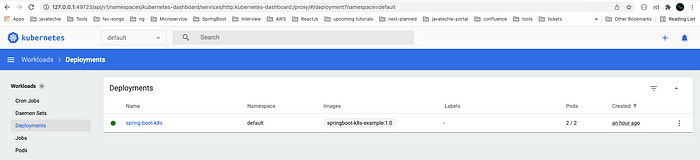 127.0.0.1:49723/api/v1/namespaces/kubernetes-dashboard/services/http:kubernetes-dashboard:/proxy/#/deployment?namespace=default
Apps
javatechie
fav-songs
ng
Microservice
SpringBoot
interview
AWS
ReactJs
upcoming tutorials
next-planned
javatechie-portal
confluence
tools
tickets
»
Other Bookmarks
Reading List
kubernetes
default
Search
Workloads > Deployments
Workloads N
Cron Jobs
Daemon Sets
Deployments
Jobs
Pods
Deployments
Name Namespace Images Labels Pods Created ↑
spring-boot-k8s default springboot-k8s-example:1.0 - 2 / 2 an hour ago